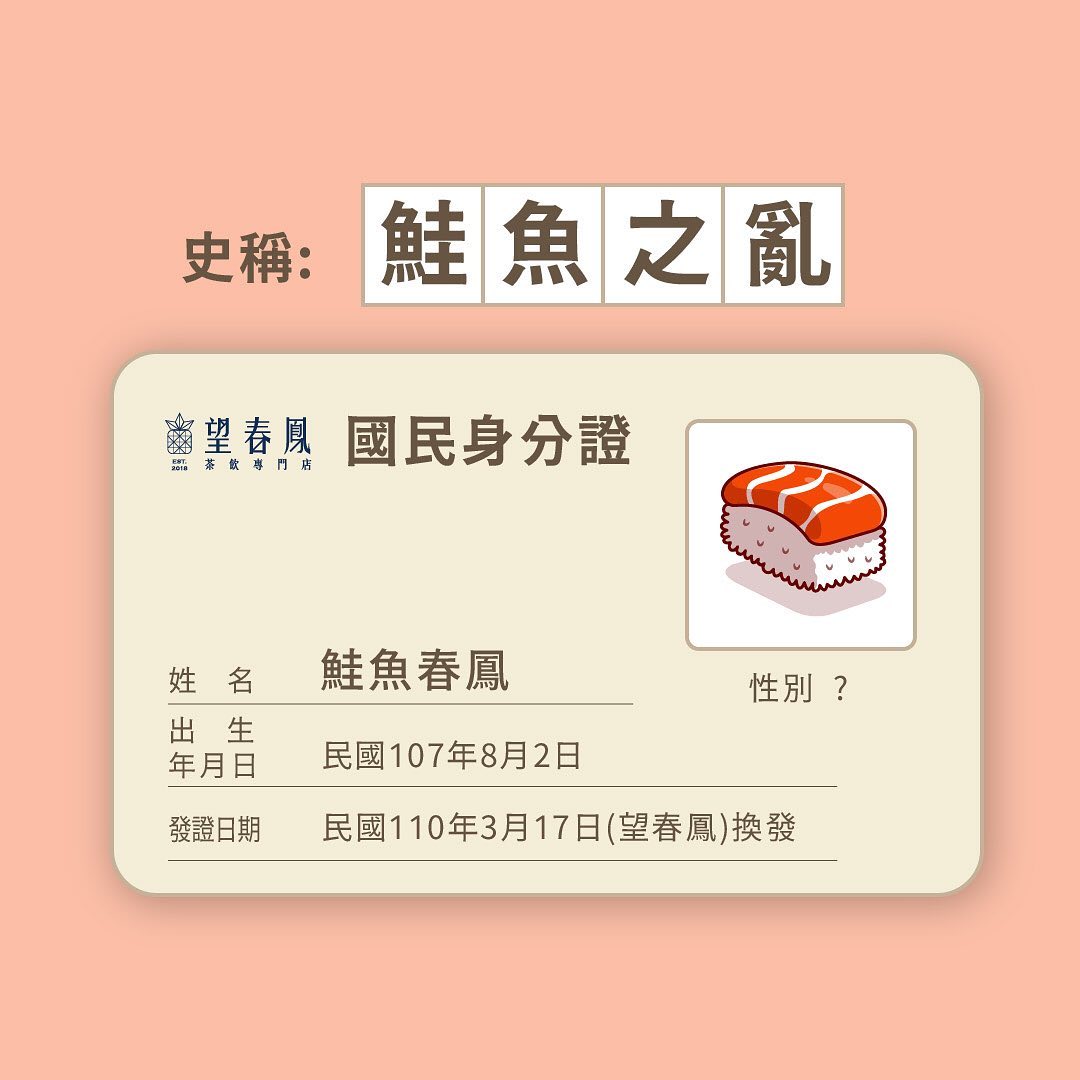 史稱: 鮭魚之亂
望春鳳 國民身分證
EST. 2018 茶飲專門店
姓 名 鮭魚春鳳
性別 ?
出 生
年月日 民國107年8月2日
發證日期 民國110年3月17日(望春鳳)換發